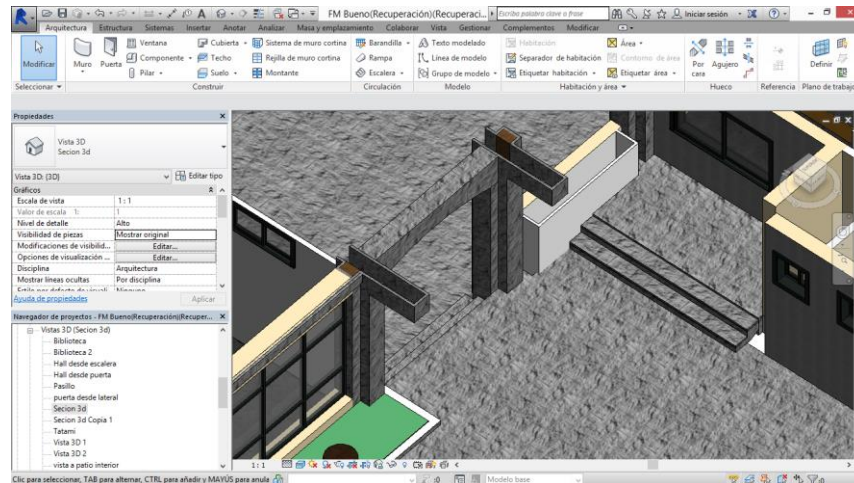 FM Bueno(Recuperación)(Recuperaci...
Escriba palabra clave o frase
Iniciar sesión
Arquitectura Estructura Sistemas Insertar Anotar Analizar Masa y emplazamiento Colaborar Vista Gestionar Complementos Modificar
Modificar
Muro
Puerta
Ventana
Componente
Pilar
Cubierta
Techo
Suelo
Sistema de muro cortina
Rejilla de muro cortina
Montante
Barandilla
Rampa
Escalera
Texto modelado
Línea de modelo
Grupo de modelo
Habitación
Separador de habitación
Etiquetar habitación
Área
Contorno de área
Etiquetar área
Por cara
Agujero
Definir
Seleccionar Construir Circulación Modelo Habitación y área Hueco Referencia Plano de trabajo
Propiedades
Vista 3D
Secion 3d
Vista 3D: (3D) Editar tipo
Gráficos
Escala de vista 1 : 1
Valor de escala 1: 1
Nivel de detalle Alto
Visibilidad de piezas Mostrar original
Modificaciones de visibilid... Editar...
Opciones de visualización ... Editar...
Disciplina Arquitectura
Mostrar líneas ocultas Por disciplina
Ayuda de propiedades Aplicar
Navegador de proyectos - FM Bueno(Recuperación)(Recuper...
Vistas 3D (Secion 3d)
Biblioteca
Biblioteca 2
Hall desde escalera
Hall desde puerta
Pasillo
puerta desde lateral
Secion 3d
Secion 3d Copia 1
Tatami
Vista 3D 1
Vista 3D 2
vista a patio interior
1 : 1
Clic para seleccionar, TAB para alternar, CTRL para añadir y MAYÚS para anula
:0
Modelo base
:0